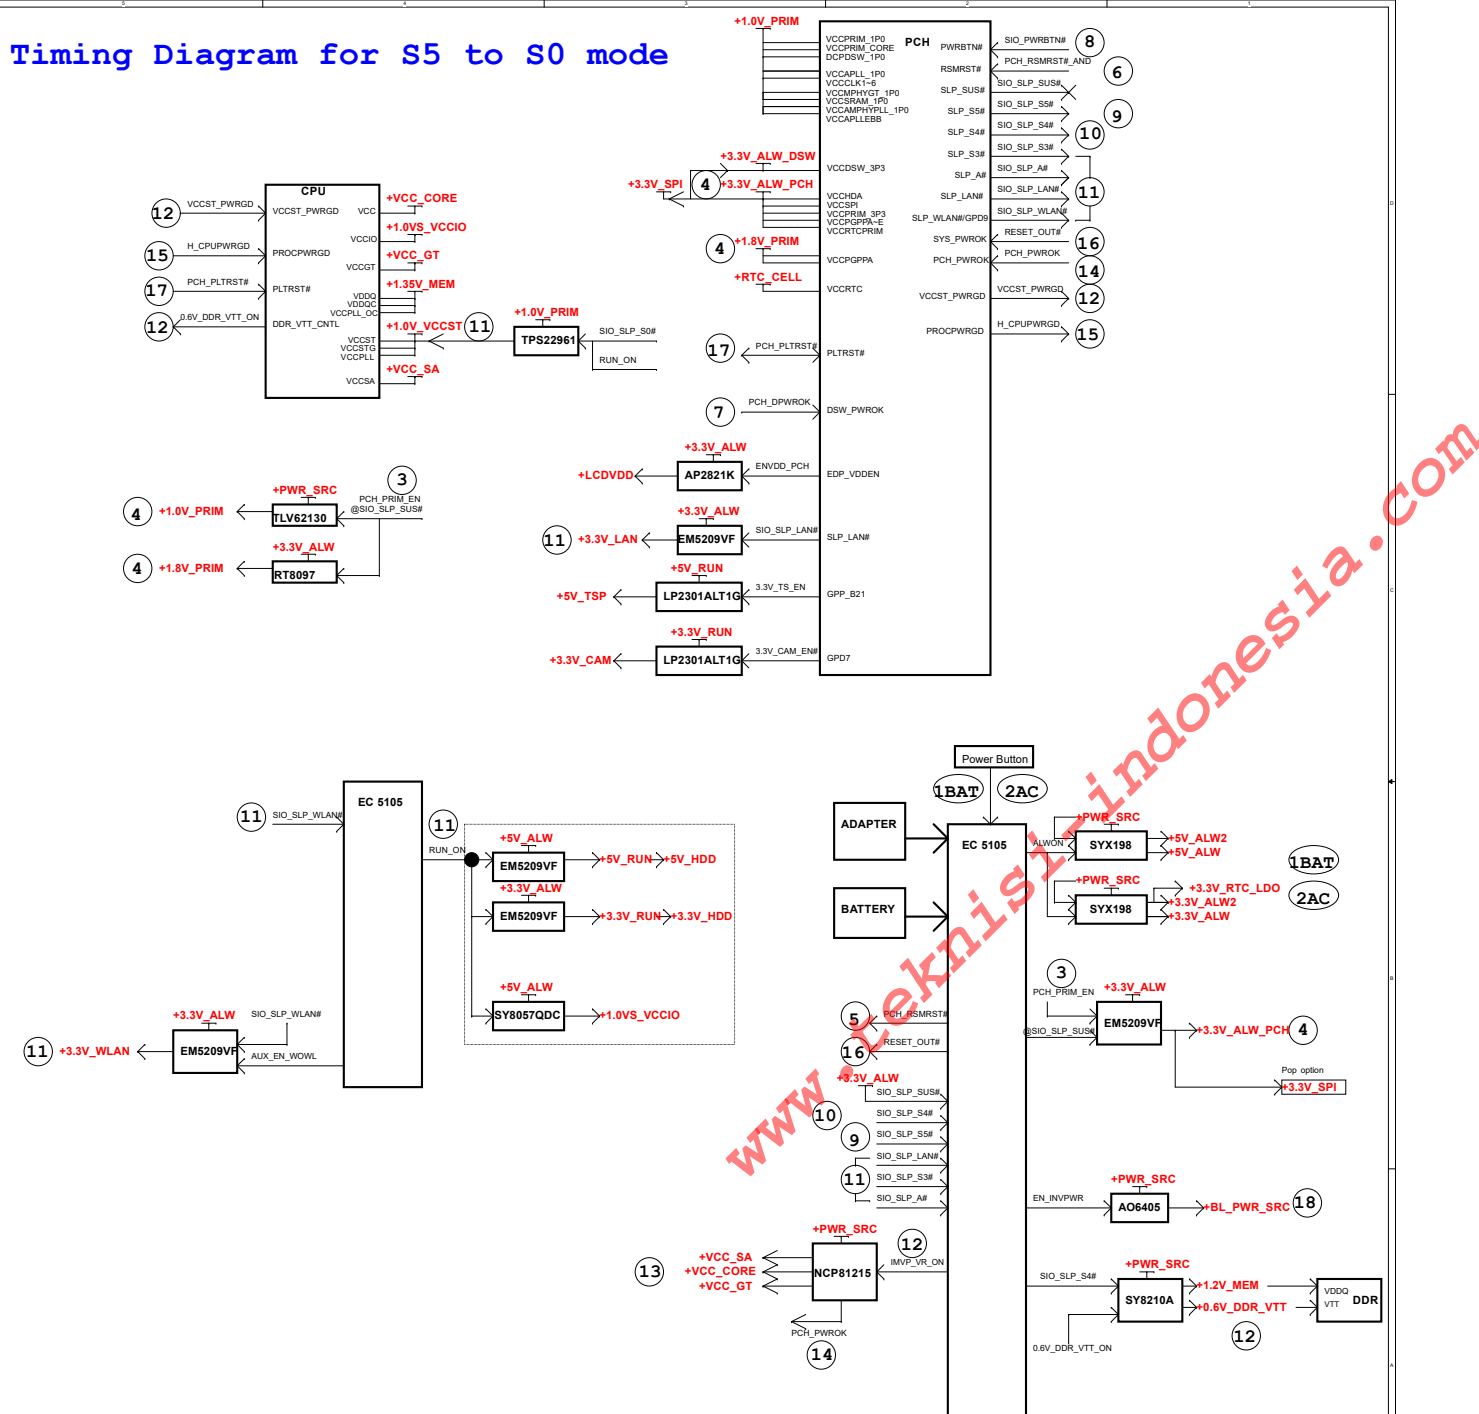 Timing Diagram for S5 to S0 mode
+1.0V_PRIM
PCH
VCCPRIM_1P0
VCCPRIM_CORE
DCPDSW_1P0
VCCAPLL_1P0
VCCCLK1~6
VCCMPHYGT_1P0
VCCSRAM_1P0
VCCAMPHYPLL_1P0
VCCAPLLEBB
PWRBTN# SIO_PWRBTN# 8
RSMRST# PCH_RSMRST#_AND 6
SLP_SUS# SIO_SLP_SUS#
SLP_S5# SIO_SLP_S5# 9
SLP_S4# SIO_SLP_S4# 10
SLP_S3# SIO_SLP_S3#
SLP_A# SIO_SLP_A#
SLP_LAN# SIO_SLP_LAN# 11
SLP_WLAN#/GPD9 SIO_SLP_WLAN#
SYS_PWROK RESET_OUT# 16
PCH_PWROK PCH_PWROK 14
VCCST_PWRGD VCCST_PWRGD 12
PROCPWRGD H_CPUPWRGD 15
+3.3V_ALW_DSW
VCCDSW_3P3
+3.3V_SPI 4 +3.3V_ALW_PCH
VCCHDA
VCCSPI
VCCPRIM_3P3
VCCPGPPA~E
VCCRTCPRIM
4 +1.8V_PRIM
VCCPGPPA
+RTC_CELL
VCCRTC
17 PCH_PLTRST# PLTRST#
7 PCH_DPWROK DSW_PWROK
+3.3V_ALW
+LCDVDD AP2821K ENVDD_PCH EDP_VDDEN
+3.3V_ALW
11 +3.3V_LAN EM5209VF SIO_SLP_LAN# SLP_LAN#
+5V_RUN
+5V_TSP LP2301ALT1G 3.3V_TS_EN GPP_B21
+3.3V_RUN
+3.3V_CAM LP2301ALT1G 3.3V_CAM_EN# GPD7
CPU
12 VCCST_PWRGD VCCST_PWRGD
15 H_CPUPWRGD PROCPWRGD
17 PCH_PLTRST# PLTRST#
12 0.6V_DDR_VTT_ON DDR_VTT_CNTL
VCC +VCC_CORE
VCCIO +1.0VS_VCCIO
VCCGT +VCC_GT
+1.35V_MEM
VDDQ
VDDQC
VCCPLL_OC
+1.0V_VCCST 11
VCCST
VCCSTG
VCCPLL
VCCSA +VCC_SA
+1.0V_PRIM
TPS22961 SIO_SLP_S0#
RUN_ON
3
+PWR_SRC
PCH_PRIM_EN
@SIO_SLP_SUS#
4 +1.0V_PRIM TLV62130
+3.3V_ALW
4 +1.8V_PRIM RT8097
EC 5105
11 SIO_SLP_WLAN#
11
RUN_ON
+5V_ALW
EM5209VF +5V_RUN +5V_HDD
+3.3V_ALW
EM5209VF +3.3V_RUN +3.3V_HDD
+5V_ALW
SY8057QDC +1.0VS_VCCIO
+3.3V_ALW
SIO_SLP_WLAN#
11 +3.3V_WLAN EM5209VF
AUX_EN_WOWL
Power Button
1BAT 2AC
ADAPTER
BATTERY
EC 5105
ALWON
+PWR_SRC
SYX198
+5V_ALW2
+5V_ALW
1BAT
2AC
+PWR_SRC
SYX198
+3.3V_RTC_LDO
+3.3V_ALW2
+3.3V_ALW
3
PCH_PRIM_EN
@SIO_SLP_SUS#
+3.3V_ALW
EM5209VF
+3.3V_ALW_PCH 4
Pop option
+3.3V_SPI
5 PCH_RSMRST#
16 RESET_OUT#
+3.3V_ALW
SIO_SLP_SUS#
10 SIO_SLP_S4#
9 SIO_SLP_S5#
SIO_SLP_LAN#
11 SIO_SLP_S3#
SIO_SLP_A#
+PWR_SRC
EN_INVPWR AO6405 +BL_PWR_SRC 18
+PWR_SRC
12
IMVP_VR_ON
NCP81215
13
+VCC_SA
+VCC_CORE
+VCC_GT
PCH_PWROK
14
+PWR_SRC
SIO_SLP_S4#
SY8210A
+1.2V_MEM
+0.6V_DDR_VTT
12
0.6V_DDR_VTT_ON
VDDQ
VTT
DDR
www.teknisi-indonesia.com